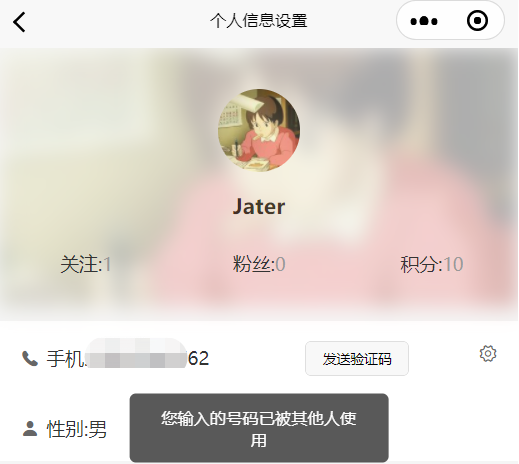 个人信息设置
Jater
关注:1 粉丝:0 积分:10
手机 62 发送验证码
性别:男
您输入的号码已被其他人使
用